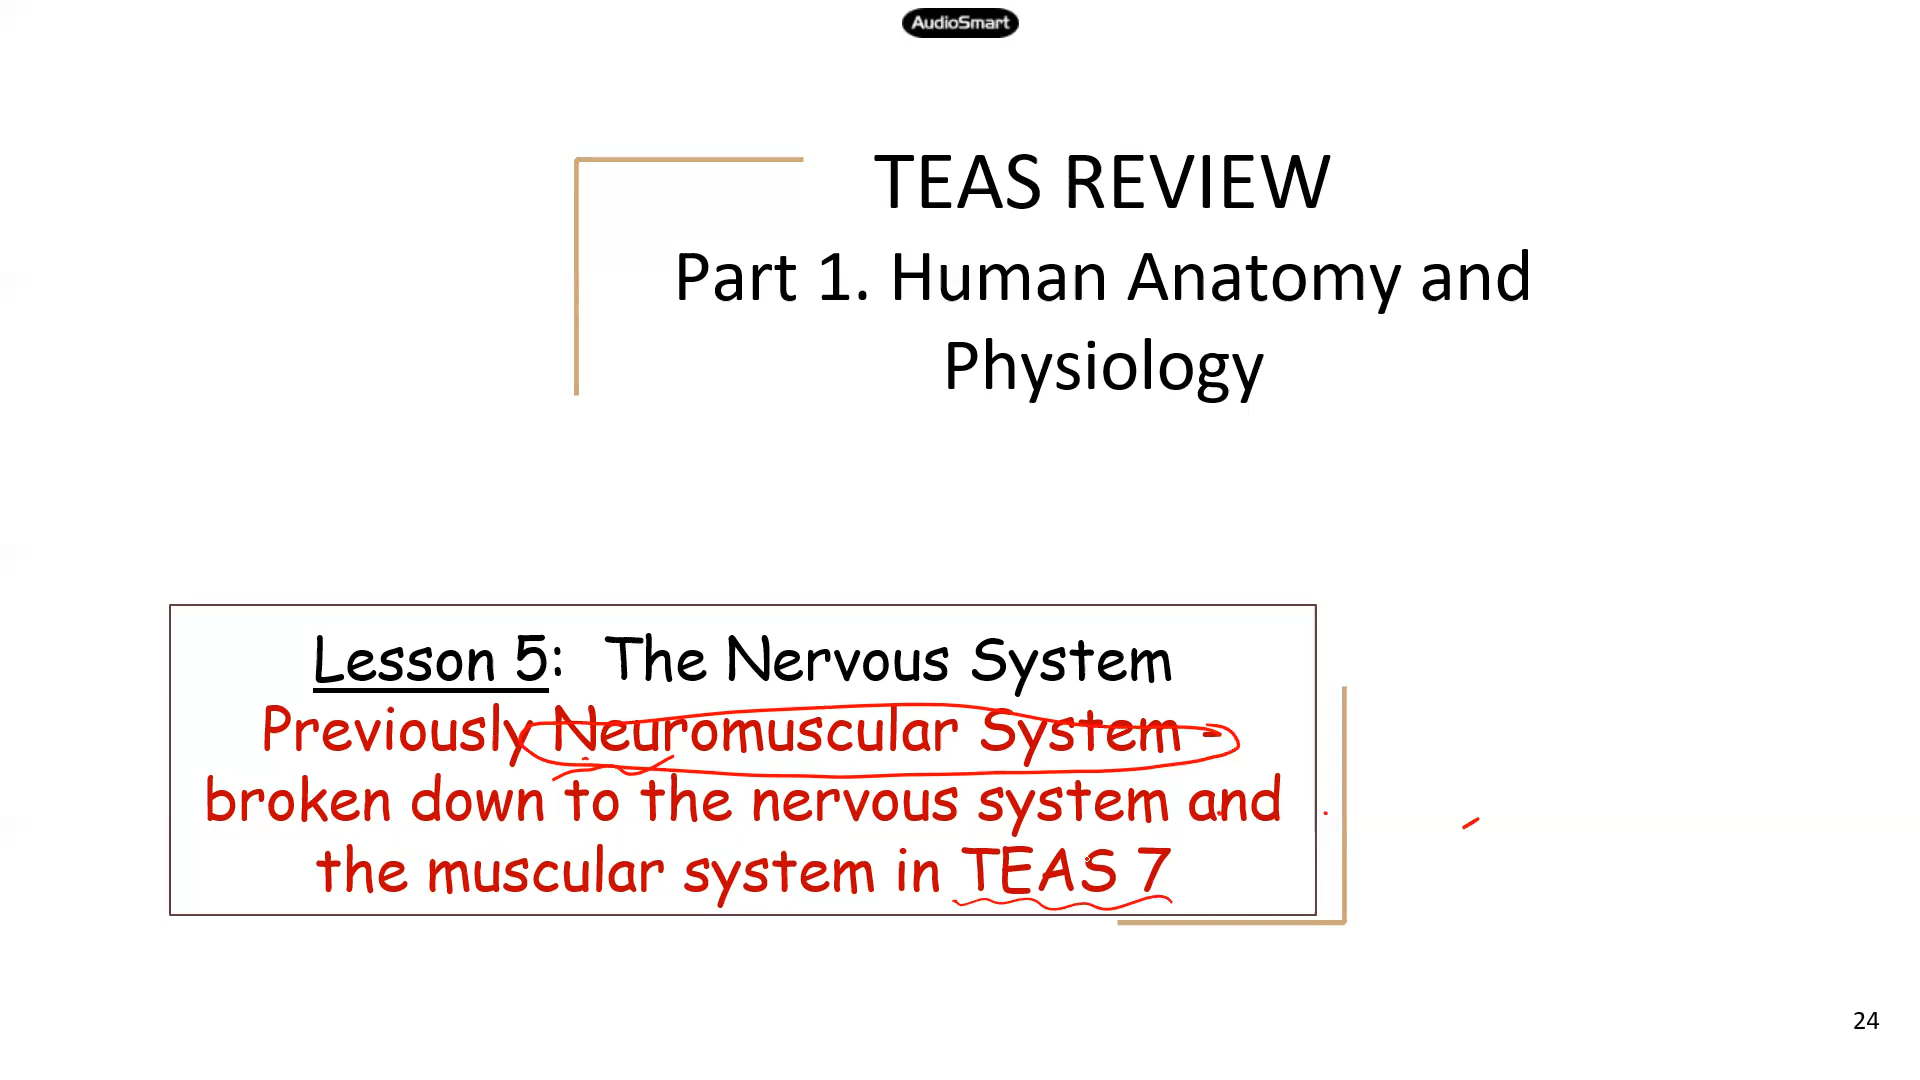 AudioSmart
TEAS REVIEW
Part 1. Human Anatomy and
Physiology
Lesson 5: The Nervous System
Previously Neuromuscular System -
broken down to the nervous system and
the muscular system in TEAS 7
24